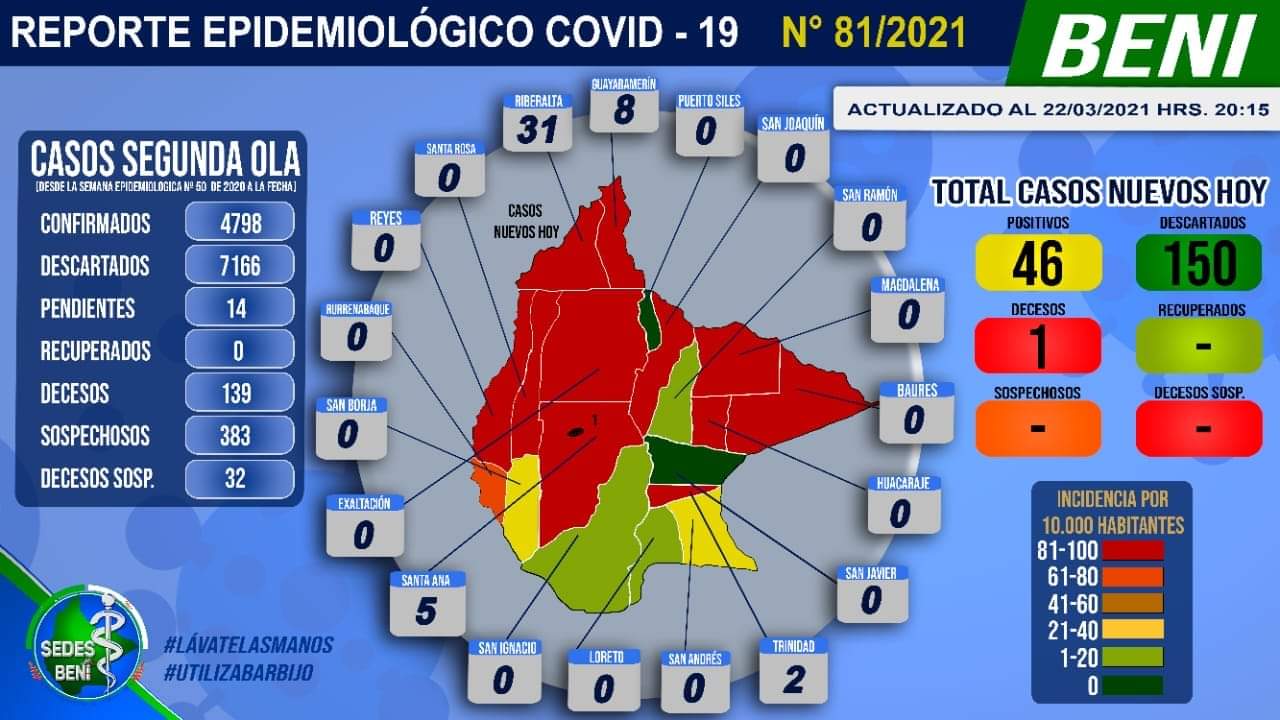 REPORTE EPIDEMIOLÓGICO COVID - 19 N° 81/2021
BENI
ACTUALIZADO AL 22/03/2021 HRS. 20:15
CASOS SEGUNDA OLA
(DESDE LA SEMANA EPIDEMIOLOGICA Nº 50 DE 2020 A LA FECHA)
CONFIRMADOS 4798
DESCARTADOS 7166
PENDIENTES 14
RECUPERADOS 0
DECESOS 139
SOSPECHOSOS 383
DECESOS SOSP. 32
CASOS
NUEVOS HOY
GUAYARAMERÍN
8
PUERTO SILES
0
SAN JOAQUÍN
0
SAN RAMÓN
0
MAGDALENA
0
BAURES
0
HUACARAJE
0
SAN JAVIER
0
TRINIDAD
2
SAN ANDRÉS
0
LORETO
0
SAN IGNACIO
0
SANTA ANA
5
EXALTACIÓN
0
SAN BORJA
0
RURRENABAQUE
0
REYES
0
SANTA ROSA
0
RIBERALTA
31
1
TOTAL CASOS NUEVOS HOY
POSITIVOS DESCARTADOS
46 150
DECESOS RECUPERADOS
1 -
SOSPECHOSOS DECESOS SOSP.
- -
INCIDENCIA POR
10.000 HABITANTES
81-100
61-80
41-60
21-40
1-20
0
SEDES
BENI
#LÁVATELASMANOS
#UTILIZABARBIJO